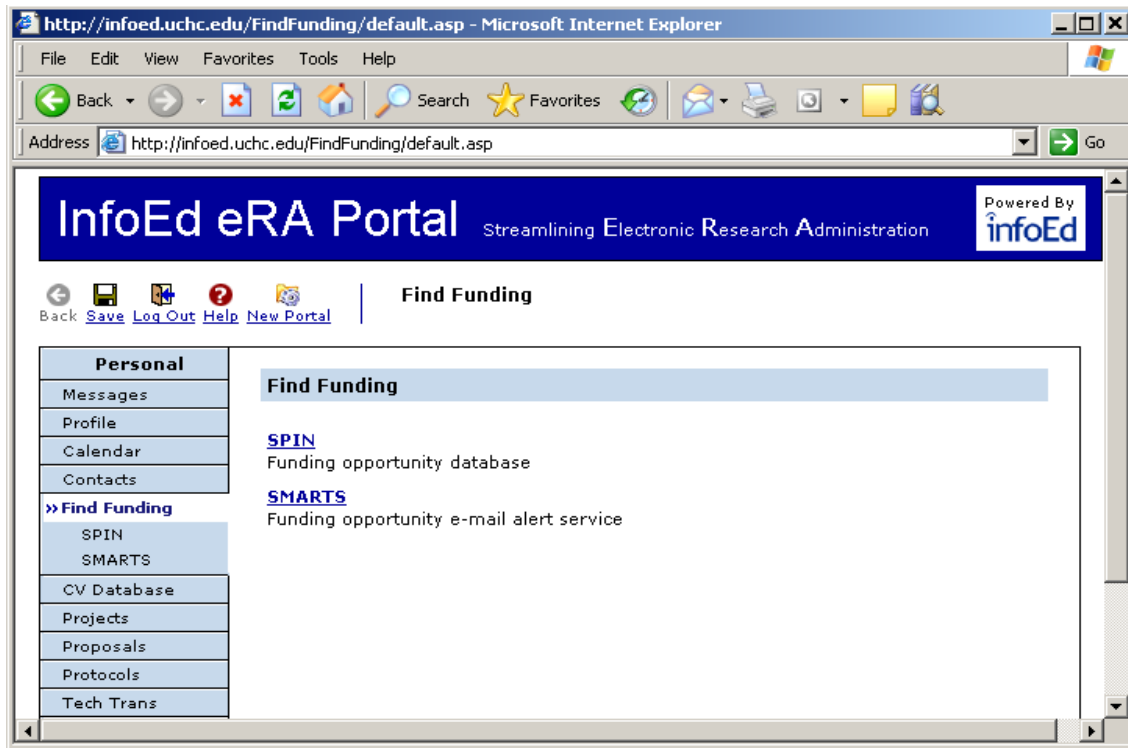 http://infoed.uchc.edu/FindFunding/default.asp - Microsoft Internet Explorer
File Edit View Favorites Tools Help
Back Search Favorites
Address http://infoed.uchc.edu/FindFunding/default.asp Go
InfoEd eRA Portal Streamlining Electronic Research Administration
Powered By
infoEd
Back Save Log Out Help New Portal
Find Funding
Personal
Messages
Profile
Calendar
Contacts
»Find Funding
SPIN
SMARTS
CV Database
Projects
Proposals
Protocols
Tech Trans
Find Funding
SPIN
Funding opportunity database
SMARTS
Funding opportunity e-mail alert service